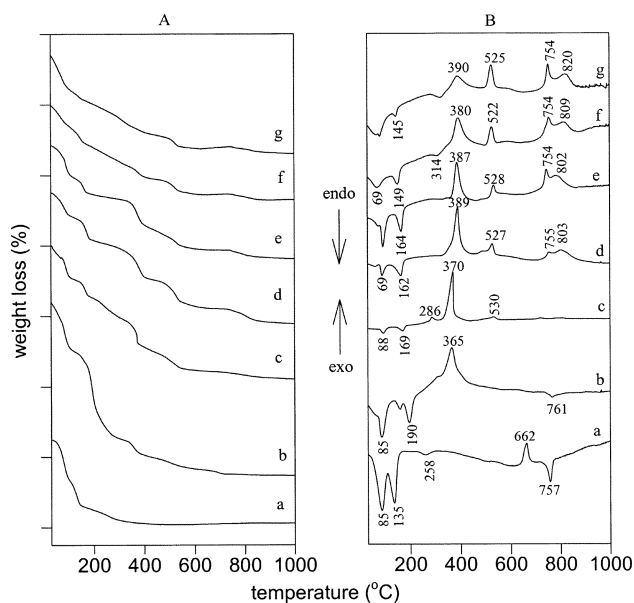 A
B
weight loss (%)
g
f
e
d
c
b
a
200
400
600
800
1000
endo
exo
390
525
754
820
g
145
380
522
754
809
f
314
69
149
387
528
754
802
e
164
389
527
755
803
d
69
162
370
286
530
c
88
169
365
b
85
190
761
a
662
258
757
85
135
200
400
600
800
1000
temperature (°C)